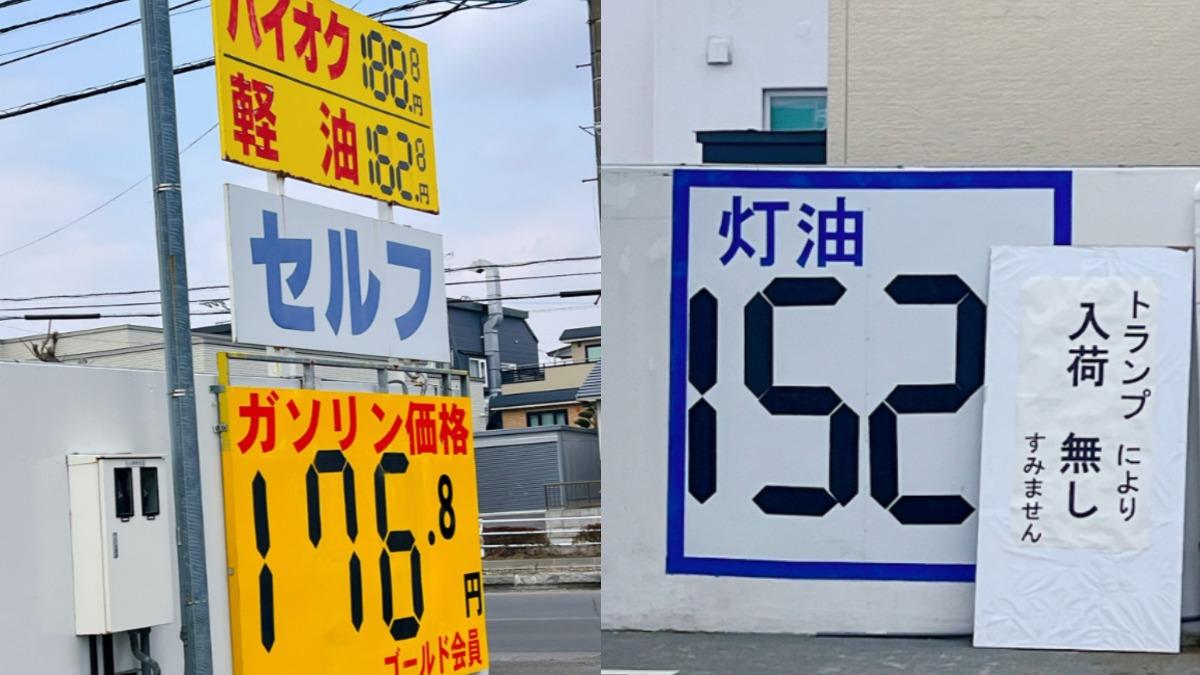 ハイオク 188.8円
軽油 162.8円
セルフ
ガソリン価格
176.8円
ゴールド会員
灯油
152
トランプにより
入荷 無し
すみません